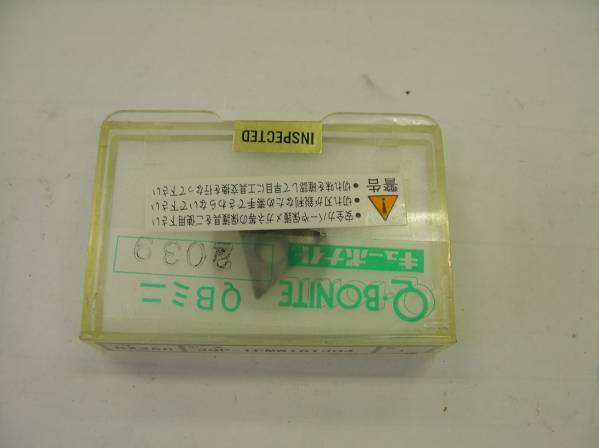 Q·BONITE QBミニ
キューボナイト
警告
●安全カバーや保護メガネ等の保護具をご使用下さい
●切れ刃が鋭利なため素手でさわらないで下さい
●切れ味を確認して早目に工具交換を行なって下さい
INSPECTED